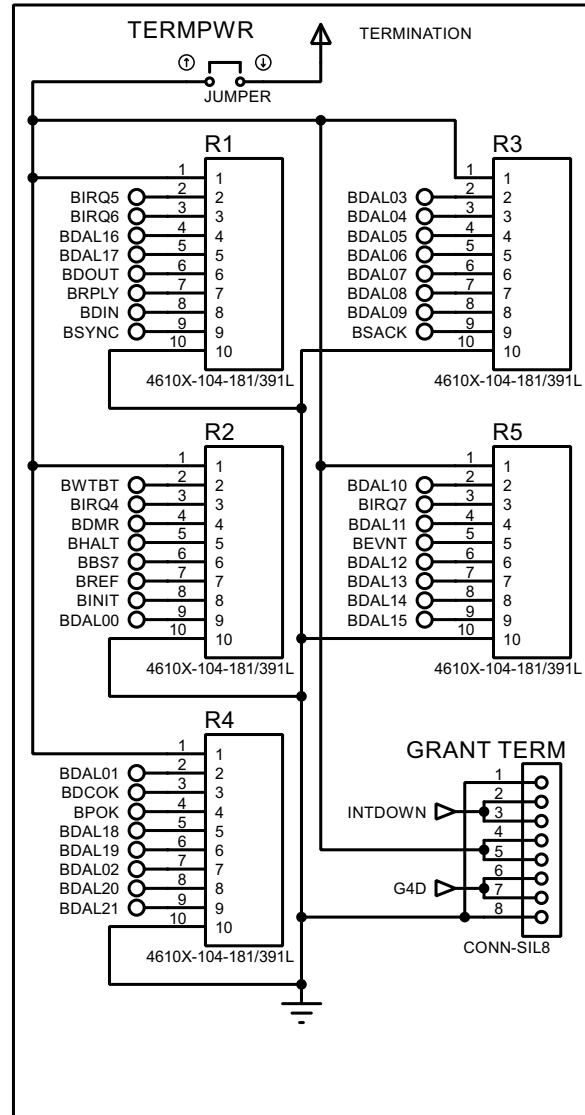 TERMPWR
TERMINATION
JUMPER
R1
1 1
BIRQ5 2 2
BIRQ6 3 3
BDAL16 4 4
BDAL17 5 5
BDOUT 6 6
BRPLY 7 7
BDIN 8 8
BSYNC 9 9
10 10
4610X-104-181/391L
R3
1 1
BDAL03 2 2
BDAL04 3 3
BDAL05 4 4
BDAL06 5 5
BDAL07 6 6
BDAL08 7 7
BDAL09 8 8
BSACK 9 9
10 10
4610X-104-181/391L
R2
1 1
BWTBT 2 2
BIRQ4 3 3
BDMR 4 4
BHALT 5 5
BBS7 6 6
BREF 7 7
BINIT 8 8
BDAL00 9 9
10 10
4610X-104-181/391L
R5
1 1
BDAL10 2 2
BIRQ7 3 3
BDAL11 4 4
BEVNT 5 5
BDAL12 6 6
BDAL13 7 7
BDAL14 8 8
BDAL15 9 9
10 10
4610X-104-181/391L
R4
1 1
BDAL01 2 2
BDCOK 3 3
BPOK 4 4
BDAL18 5 5
BDAL19 6 6
BDAL02 7 7
BDAL20 8 8
BDAL21 9 9
10 10
4610X-104-181/391L
GRANT TERM
1
2
INTDOWN 3
4
5
6
G4D 7
8
CONN-SIL8